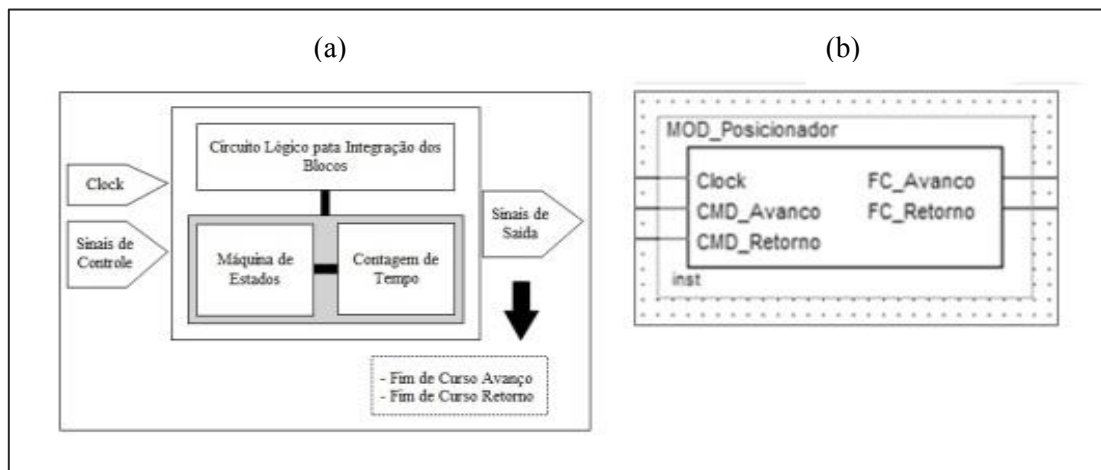 (a)
(b)
Circuito Lógico pata Integração dos
Blocos
Clock
Sinais de
Controle
Máquina de
Estados
Contagem de
Tempo
Sinais de
Saída
- Fim de Curso Avanço
- Fim de Curso Retorno
MOD_Posicionador
Clock
FC_Avanco
CMD_Avanco
FC_Retorno
CMD_Retorno
inst